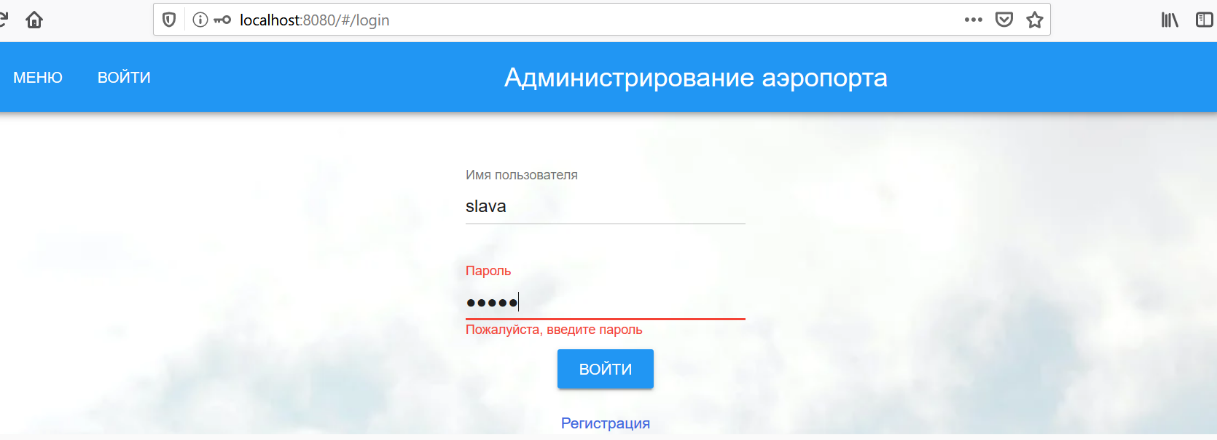 localhost:8080/#/login
МЕНЮ ВОЙТИ Администрирование аэропорта
Имя пользователя
slava
Пароль
●●●●●
Пожалуйста, введите пароль
ВОЙТИ
Регистрация